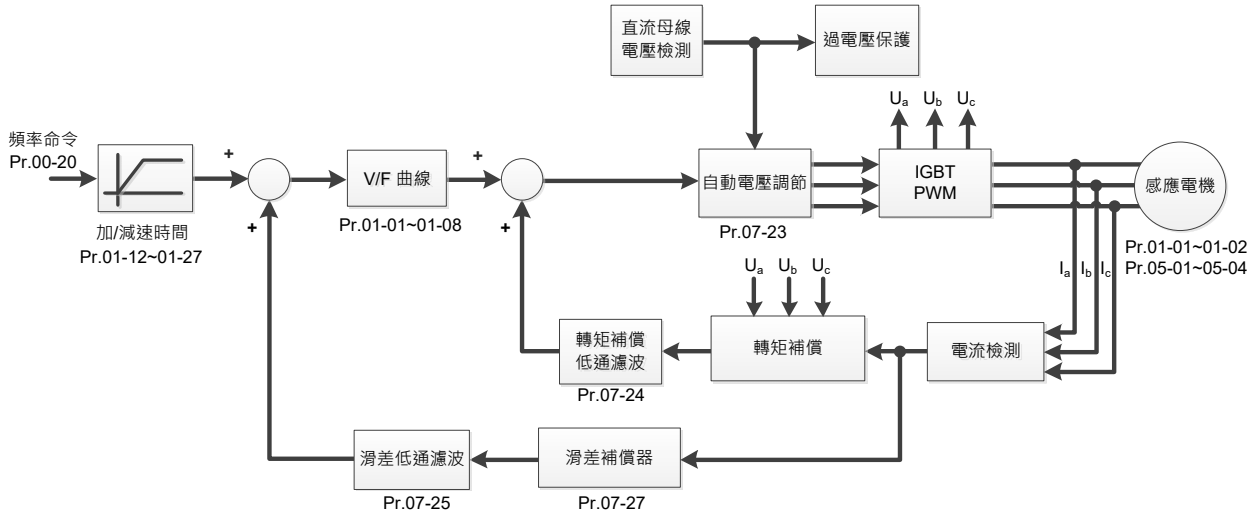 直流母線
電壓檢測
過電壓保護
Ua
Ub
Uc
頻率命令
Pr.00-20
+
V/F 曲線
+
自動電壓調節
IGBT
PWM
感應電機
加/減速時間
Pr.01-12~01-27
+
Pr.01-01~01-08
+
Pr.07-23
Pr.01-01~01-02
Pr.05-01~05-04
Ia
Ib
Ic
Ua
Ub
Uc
轉矩補償
低通濾波
轉矩補償
電流檢測
Pr.07-24
滑差低通濾波
滑差補償器
Pr.07-25
Pr.07-27